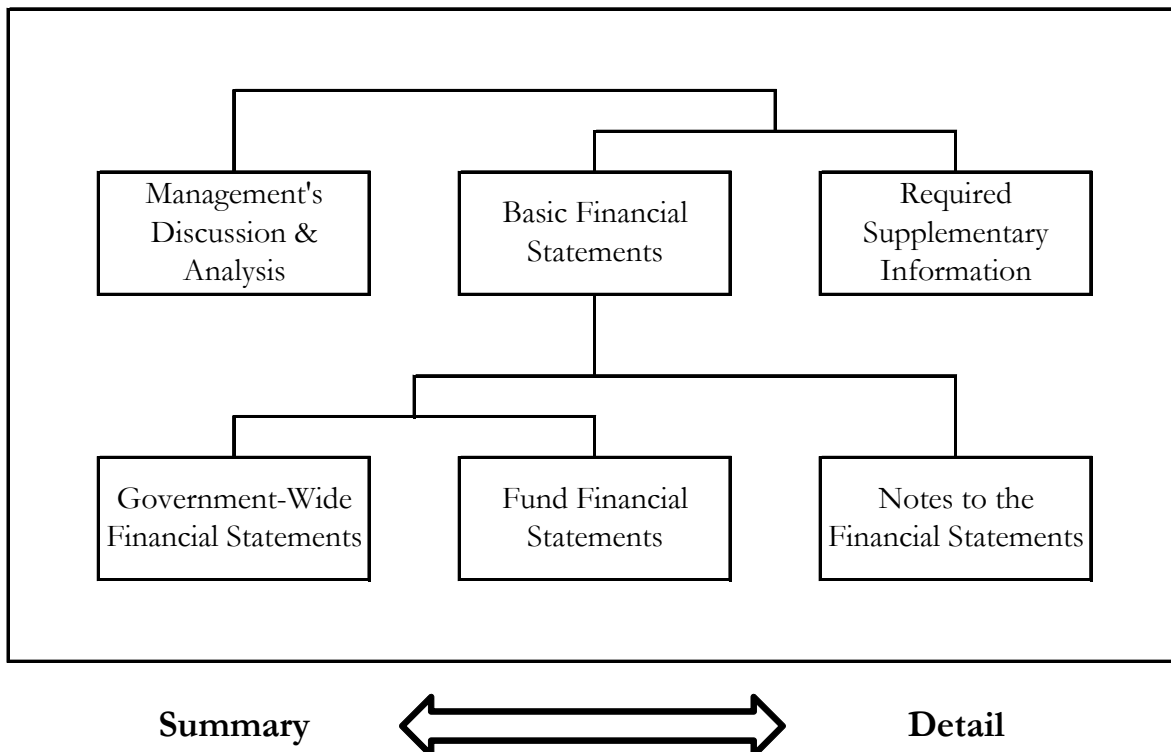 Management's
Discussion &
Analysis
Basic Financial
Statements
Required
Supplementary
Information
Government-Wide
Financial Statements
Fund Financial
Statements
Notes to the
Financial Statements
Summary
Detail